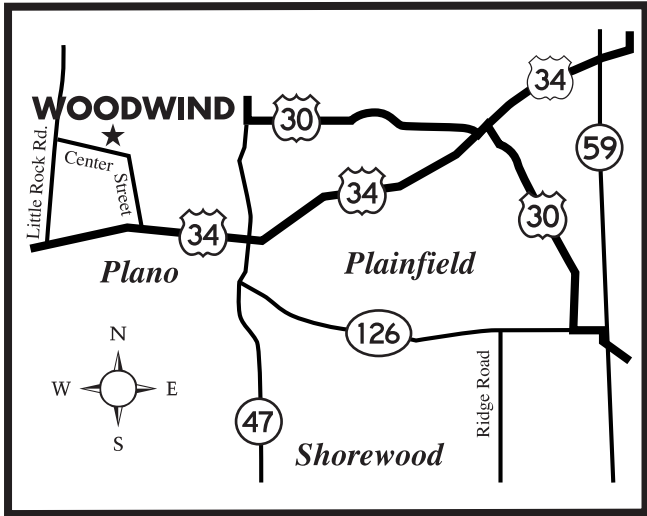 34
WOODWIND
30
Little Rock Rd.
Center
Street
59
34
30
34
Plano
Plainfield
126
N
W
E
S
47
Ridge Road
Shorewood